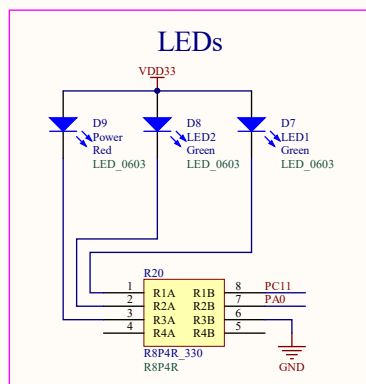 LEDs
VDD33
D9
Power
Red
LED_0603
D8
LED2
Green
LED_0603
D7
LED1
Green
LED_0603
R20
1 R1A R1B 8 PC11
2 R2A R2B 7 PA0
3 R3A R3B 6
4 R4A R4B 5
R8P4R_330
R8P4R
GND